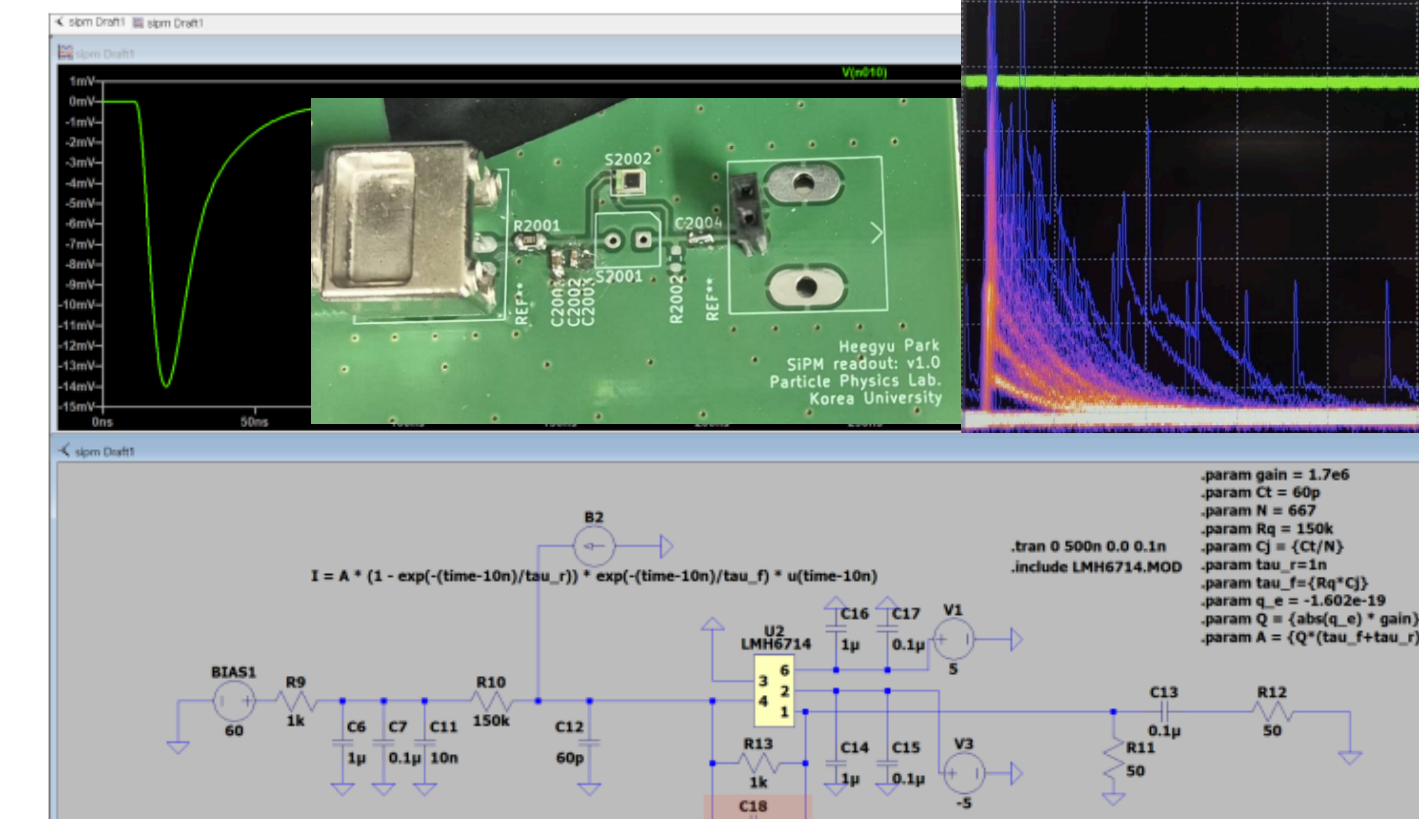 sipm Draft1 sipm Draft1
sipm Draft1
V(n010)
1mV
0mV
-1mV
-2mV
-3mV
-4mV
-5mV
-6mV
-7mV
-8mV
-9mV
-10mV
-11mV
-12mV
-13mV
-14mV
-15mV
0ns
50ns
S2002
R2001
C2004
S2001
REF**
C2002
C2003
R2002
REF**
Heegyu Park
SiPM readout: v1.0
Particle Physics Lab.
Korea University
sipm Draft1
.param gain = 1.7e6
.param Ct = 60p
.param N = 667
.param Rq = 150k
.param Cj = {Ct/N}
.param tau_r=1n
.param tau_f={Rq*Cj}
.param q_e = -1.602e-19
.param Q = {abs(q_e) * gain}
.param A = {Q*(tau_f+tau_r)
.tran 0 500n 0.0 0.1n
.include LMH6714.MOD
B2
I = A * (1 - exp(-(time-10n)/tau_r)) * exp(-(time-10n)/tau_f) * u(time-10n)
BIAS1
60
R9
1k
C6
1µ
C7
0.1µ
C11
10n
R10
150k
C12
60p
U2
LMH6714
3
4
6
2
1
C16
1µ
C17
0.1µ
V1
5
R13
1k
C18
C14
1µ
C15
0.1µ
V3
-5
R11
50
C13
0.1µ
R12
50